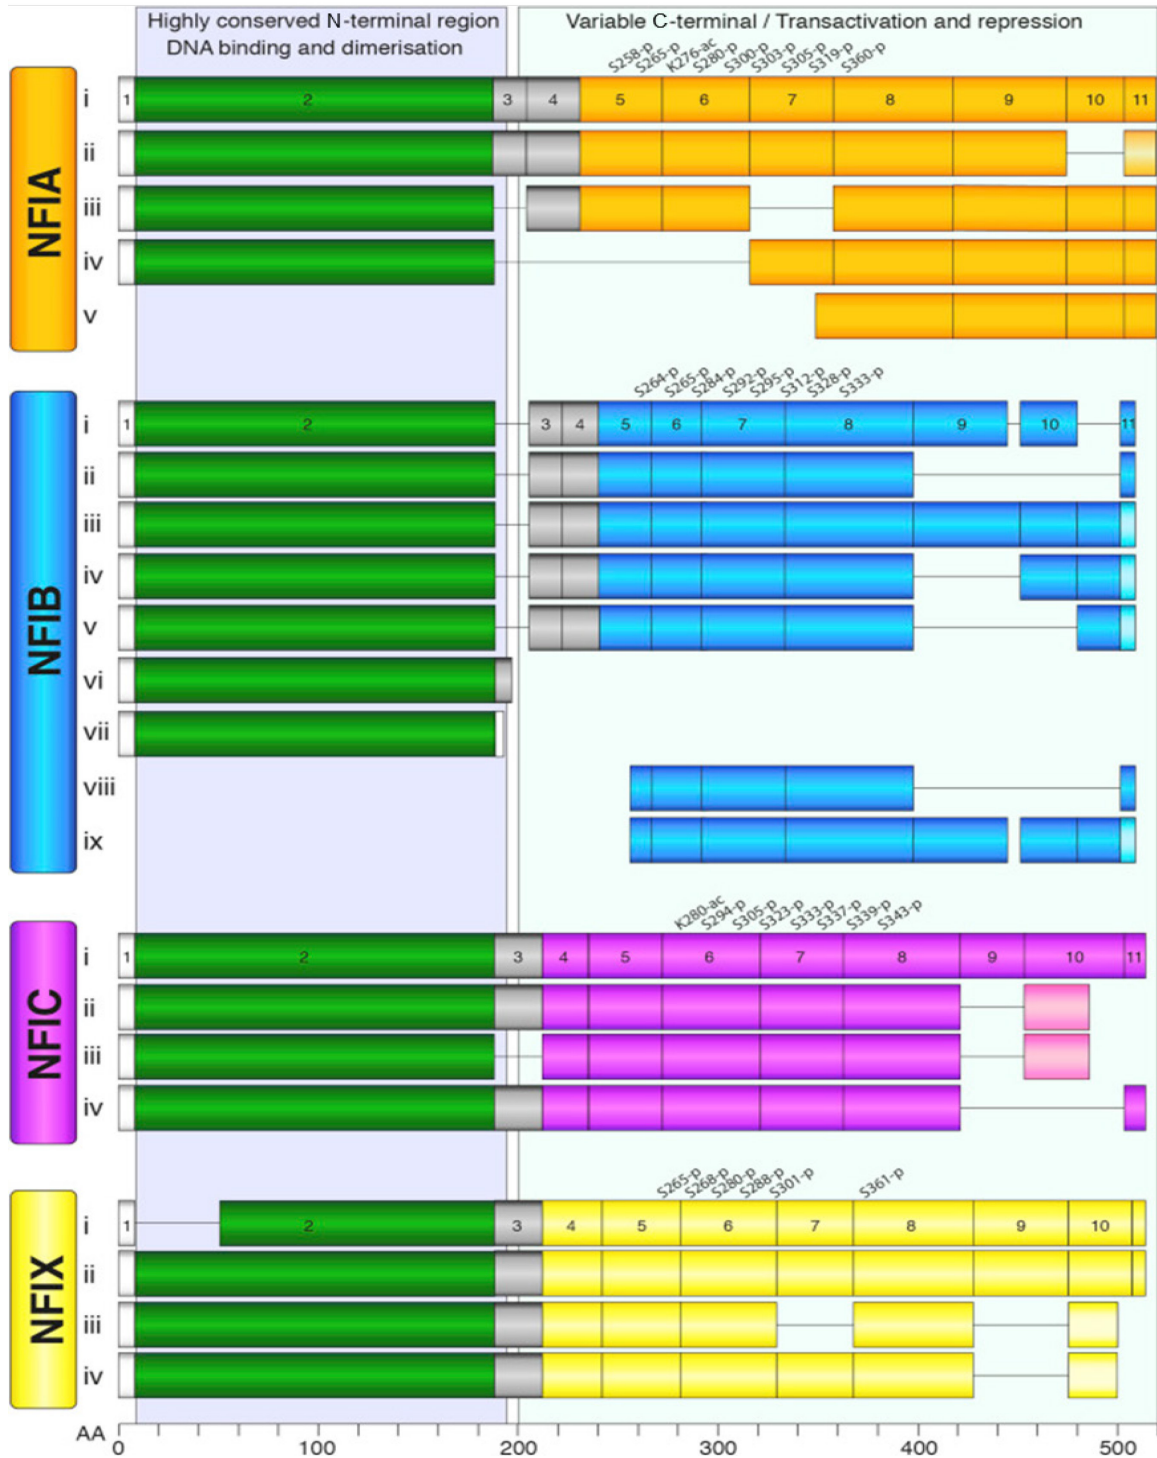 Highly conserved N-terminal region
DNA binding and dimerisation
Variable C-terminal / Transactivation and repression
S258-p S265-p K276-ac S280-p S300-p S303-p S305-p S319-p S360-p
NFIA
i 1 2 3 4 5 6 7 8 9 10 11
ii
iii
iv
v
S264-p S265-p S284-p S292-p S295-p S312-p S328-p S333-p
NFIB
i 1 2 3 4 5 6 7 8 9 10 11
ii
iii
iv
v
vi
vii
viii
ix
K280-ac S294-p S305-p S323-p S333-p S337-p S339-p S343-p
NFIC
i 1 2 3 4 5 6 7 8 9 10 11
ii
iii
iv
S265-p S268-p S280-p S288-p S301-p S361-p
NFIX
i 1 2 3 4 5 6 7 8 9 10
ii
iii
iv
AA
0 100 200 300 400 500